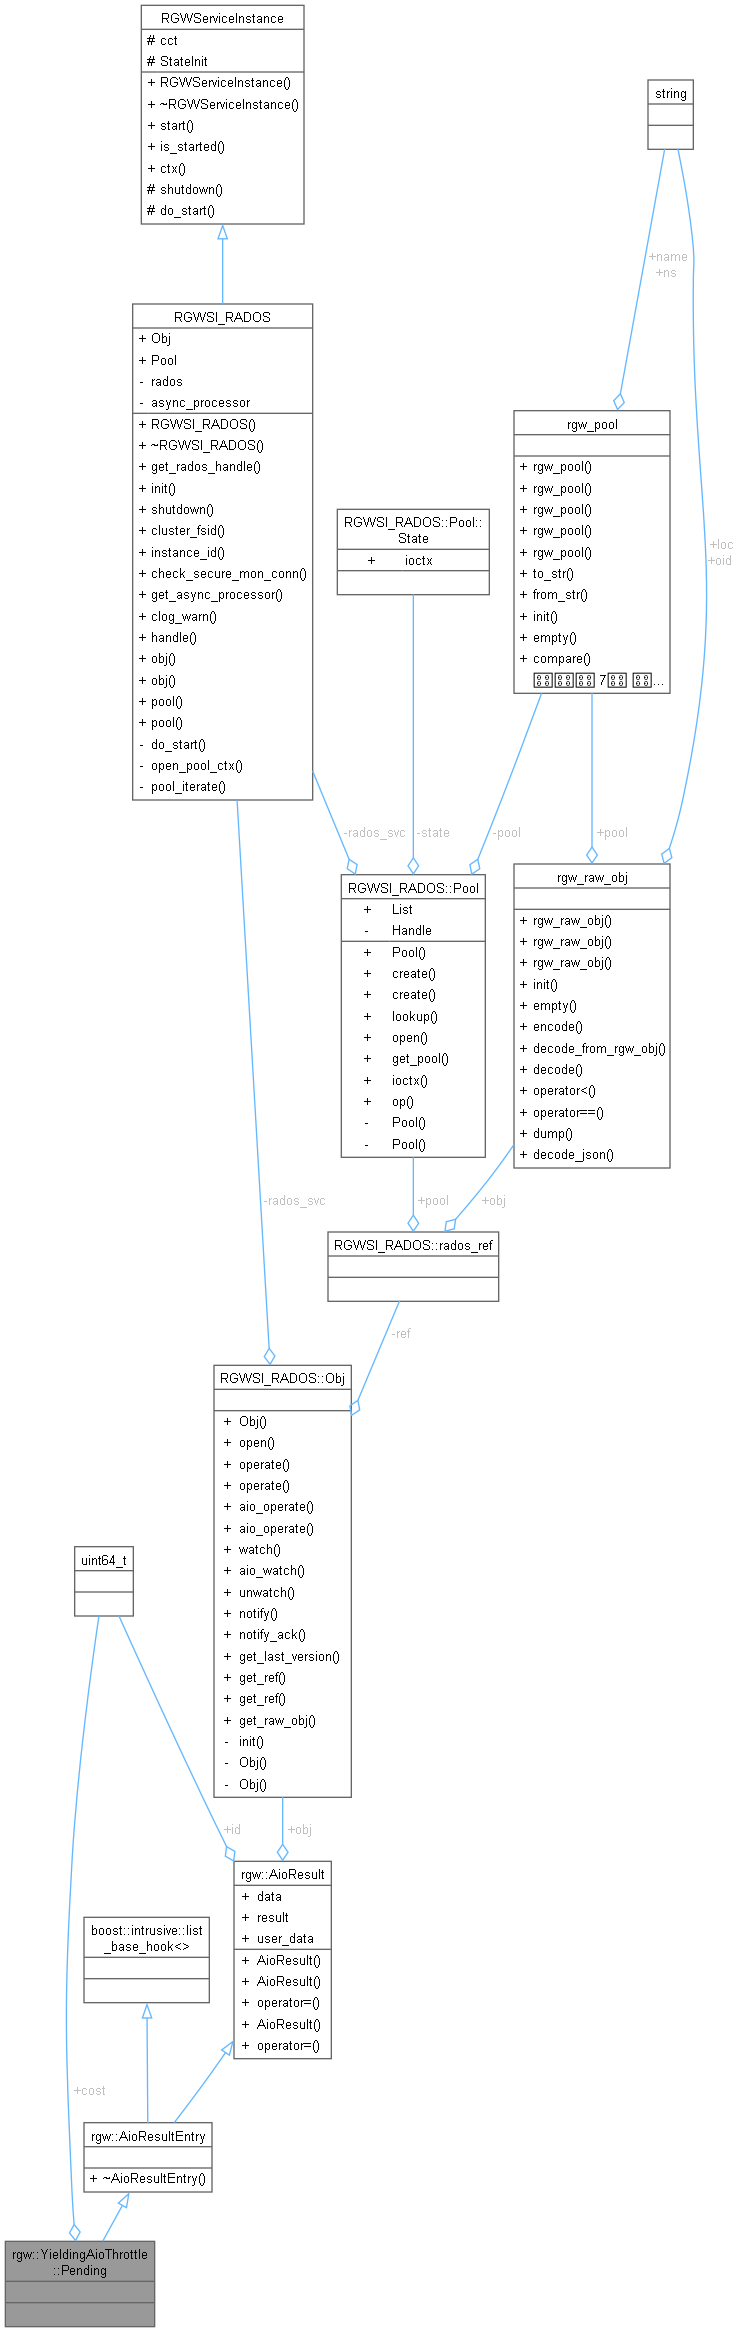 RGWServiceInstance
# cct
# StateInit
+ RGWServiceInstance()
+ ~RGWServiceInstance()
+ start()
+ is_started()
+ ctx()
# shutdown()
# do_start()
string
+name
+ns
RGWSI_RADOS
+ Obj
+ Pool
- rados
- async_processor
+ RGWSI_RADOS()
+ ~RGWSI_RADOS()
+ get_rados_handle()
+ init()
+ shutdown()
+ cluster_fsid()
+ instance_id()
+ check_secure_mon_conn()
+ get_async_processor()
+ clog_warn()
+ handle()
+ obj()
+ obj()
+ pool()
+ pool()
- do_start()
- open_pool_ctx()
- pool_iterate()
RGWSI_RADOS::Pool::
State
+ ioctx
rgw_pool
+ rgw_pool()
+ rgw_pool()
+ rgw_pool()
+ rgw_pool()
+ rgw_pool()
+ to_str()
+ from_str()
+ init()
+ empty()
+ compare()
7 ...
+loc
+oid
-rados_svc
-state
-pool
+pool
RGWSI_RADOS::Pool
+ List
- Handle
+ Pool()
+ create()
+ create()
+ lookup()
+ open()
+ get_pool()
+ ioctx()
+ op()
- Pool()
- Pool()
rgw_raw_obj
+ rgw_raw_obj()
+ rgw_raw_obj()
+ rgw_raw_obj()
+ init()
+ empty()
+ encode()
+ decode_from_rgw_obj()
+ decode()
+ operator<()
+ operator==()
+ dump()
+ decode_json()
-rados_svc
+pool
+obj
RGWSI_RADOS::rados_ref
-ref
RGWSI_RADOS::Obj
+ Obj()
+ open()
+ operate()
+ operate()
+ aio_operate()
+ aio_operate()
+ watch()
+ aio_watch()
+ unwatch()
+ notify()
+ notify_ack()
+ get_last_version()
+ get_ref()
+ get_ref()
+ get_raw_obj()
- init()
- Obj()
- Obj()
uint64_t
+id
+obj
rgw::AioResult
+ data
+ result
+ user_data
+ AioResult()
+ AioResult()
+ operator=()
+ AioResult()
+ operator=()
boost::intrusive::list
_base_hook<>
+cost
rgw::AioResultEntry
+ ~AioResultEntry()
rgw::YieldingAioThrottle
::Pending